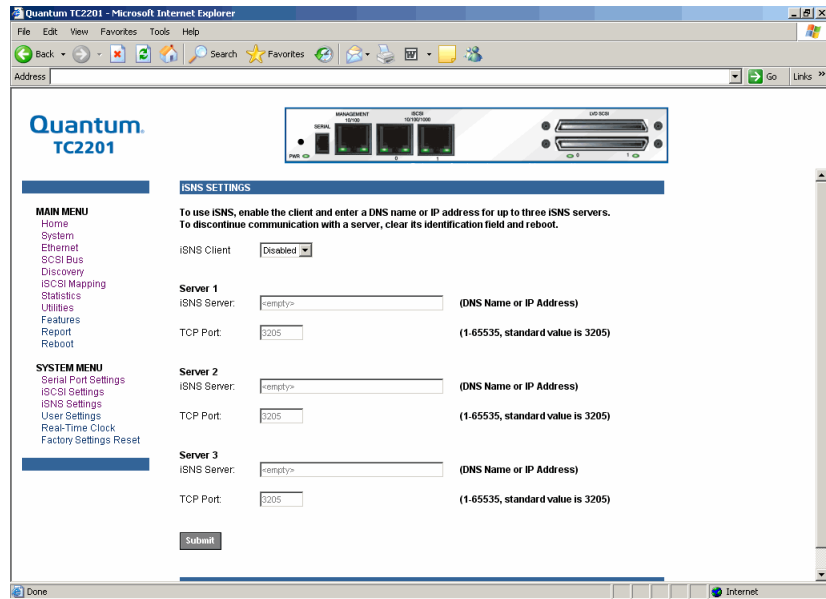 Quantum TC2201 - Microsoft Internet Explorer
File Edit View Favorites Tools Help
Back Search Favorites
Address Go Links »
Quantum.
TC2201
MANAGEMENT
10/100
iSCSI
10/100/1000
SERIAL
LVD SCSI
PWR 0 1 0 1
iSNS SETTINGS
MAIN MENU
Home
System
Ethernet
SCSI Bus
Discovery
iSCSI Mapping
Statistics
Utilities
Features
Report
Reboot
SYSTEM MENU
Serial Port Settings
iSCSI Settings
iSNS Settings
User Settings
Real-Time Clock
Factory Settings Reset
To use iSNS, enable the client and enter a DNS name or IP address for up to three iSNS servers.
To discontinue communication with a server, clear its identification field and reboot.
iSNS Client Disabled
Server 1
iSNS Server: <empty> (DNS Name or IP Address)
TCP Port: 3205 (1-65535, standard value is 3205)
Server 2
iSNS Server: <empty> (DNS Name or IP Address)
TCP Port: 3205 (1-65535, standard value is 3205)
Server 3
iSNS Server: <empty> (DNS Name or IP Address)
TCP Port: 3205 (1-65535, standard value is 3205)
Submit
Done Internet